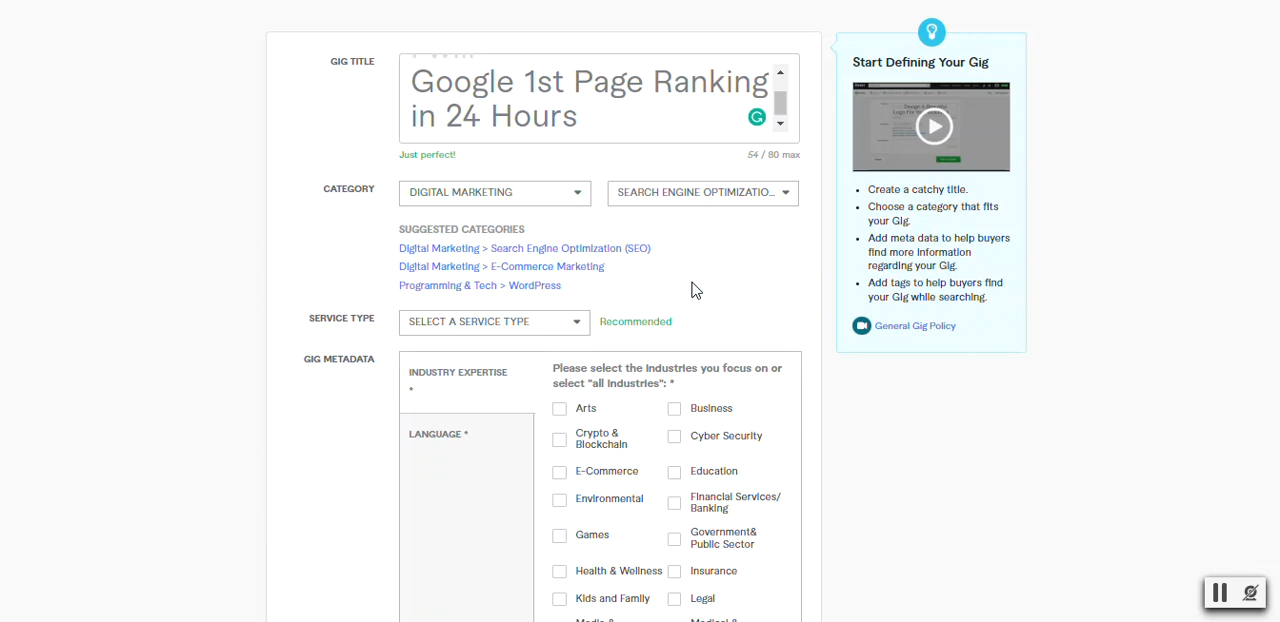 GIG TITLE
Google 1st Page Ranking
in 24 Hours
Just perfect!
54 / 80 max
CATEGORY
DIGITAL MARKETING
SEARCH ENGINE OPTIMIZATIO...
SUGGESTED CATEGORIES
Digital Marketing > Search Engine Optimization (SEO)
Digital Marketing > E-Commerce Marketing
Programming & Tech > WordPress
SERVICE TYPE
SELECT A SERVICE TYPE
Recommended
GIG METADATA
INDUSTRY EXPERTISE
*
LANGUAGE *
Please select the industries you focus on or
select "all industries": *
Arts
Business
Crypto &
Blockchain
Cyber Security
E-Commerce
Education
Environmental
Financial Services/
Banking
Games
Government&
Public Sector
Health & Wellness
Insurance
Kids and Family
Legal
Start Defining Your Gig
• Create a catchy title.
• Choose a category that fits
your Gig.
• Add meta data to help buyers
find more information
regarding your Gig.
• Add tags to help buyers find
your Gig while searching.
General Gig Policy